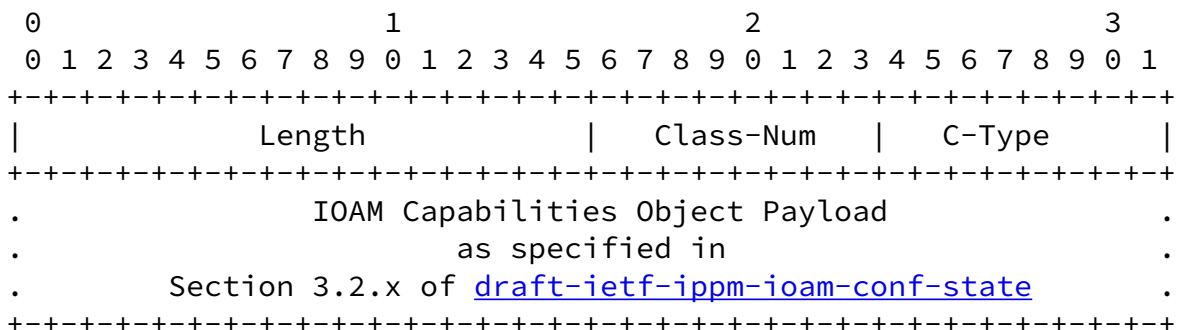 0                   1                   2                   3
 0 1 2 3 4 5 6 7 8 9 0 1 2 3 4 5 6 7 8 9 0 1 2 3 4 5 6 7 8 9 0 1
+-+-+-+-+-+-+-+-+-+-+-+-+-+-+-+-+-+-+-+-+-+-+-+-+-+-+-+-+-+-+-+-+
|             Length            |   Class-Num   |   C-Type      |
+-+-+-+-+-+-+-+-+-+-+-+-+-+-+-+-+-+-+-+-+-+-+-+-+-+-+-+-+-+-+-+-+
.                IOAM Capabilities Object Payload               .
.                        as specified in                        .
.        Section 3.2.x of draft-ietf-ippm-ioam-conf-state       .
+-+-+-+-+-+-+-+-+-+-+-+-+-+-+-+-+-+-+-+-+-+-+-+-+-+-+-+-+-+-+-+-+